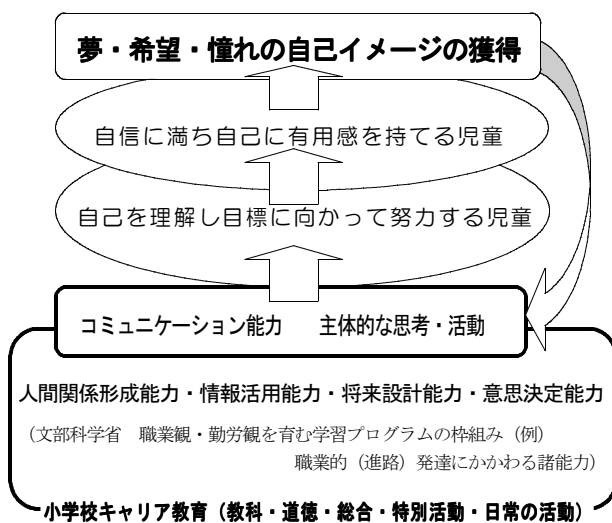 夢・希望・憧れの自己イメージの獲得
自信に満ち自己に有用感を持てる児童
自己を理解し目標に向かって努力する児童
コミュニケーション能力　主体的な思考・活動
人間関係形成能力・情報活用能力・将来設計能力・意思決定能力
（文部科学省　職業観・勤労観を育む学習プログラムの枠組み（例）
職業的（進路）発達にかかわる諸能力）
小学校キャリア教育（教科・道徳・総合・特別活動・日常の活動）